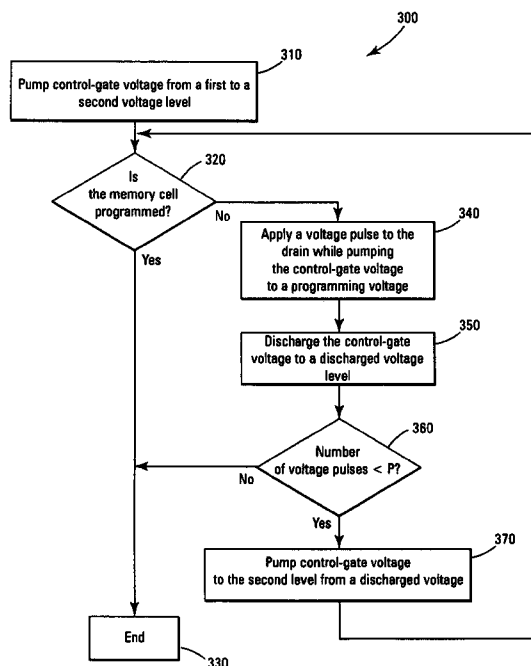 300
310
Pump control-gate voltage from a first to a
second voltage level
320
Is
the memory cell
programmed?
No
Yes
340
Apply a voltage pulse to the
drain while pumping
the control-gate voltage
to a programming voltage
350
Discharge the control-gate
voltage to a discharged voltage
level
360
Number
of voltage pulses < P?
No
Yes
370
Pump control-gate voltage
to the second level from a discharged voltage
End
330